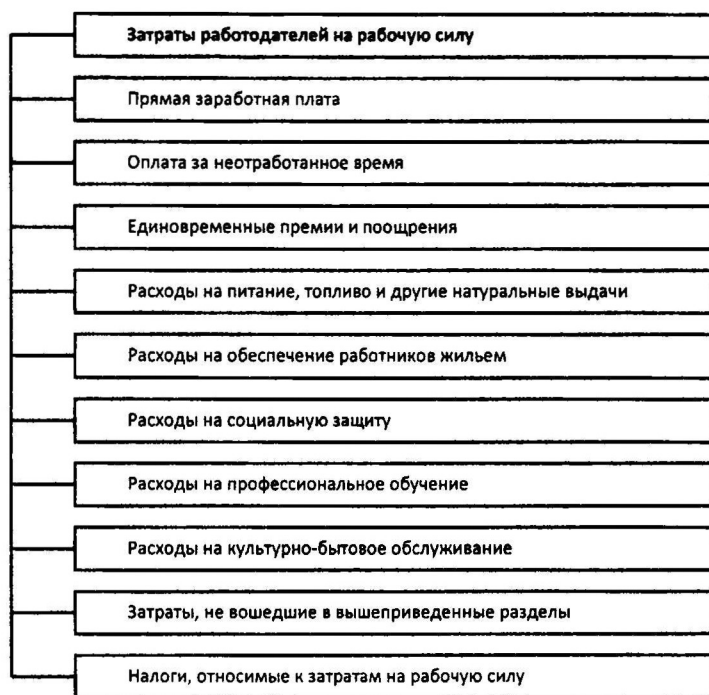 Затраты работодателей на рабочую силу
Прямая заработная плата
Оплата за неотработанное время
Единовременные премии и поощрения
Расходы на питание, топливо и другие натуральные выдачи
Расходы на обеспечение работников жильем
Расходы на социальную защиту
Расходы на профессиональное обучение
Расходы на культурно-бытовое обслуживание
Затраты, не вошедшие в вышеприведенные разделы
Налоги, относимые к затратам на рабочую силу